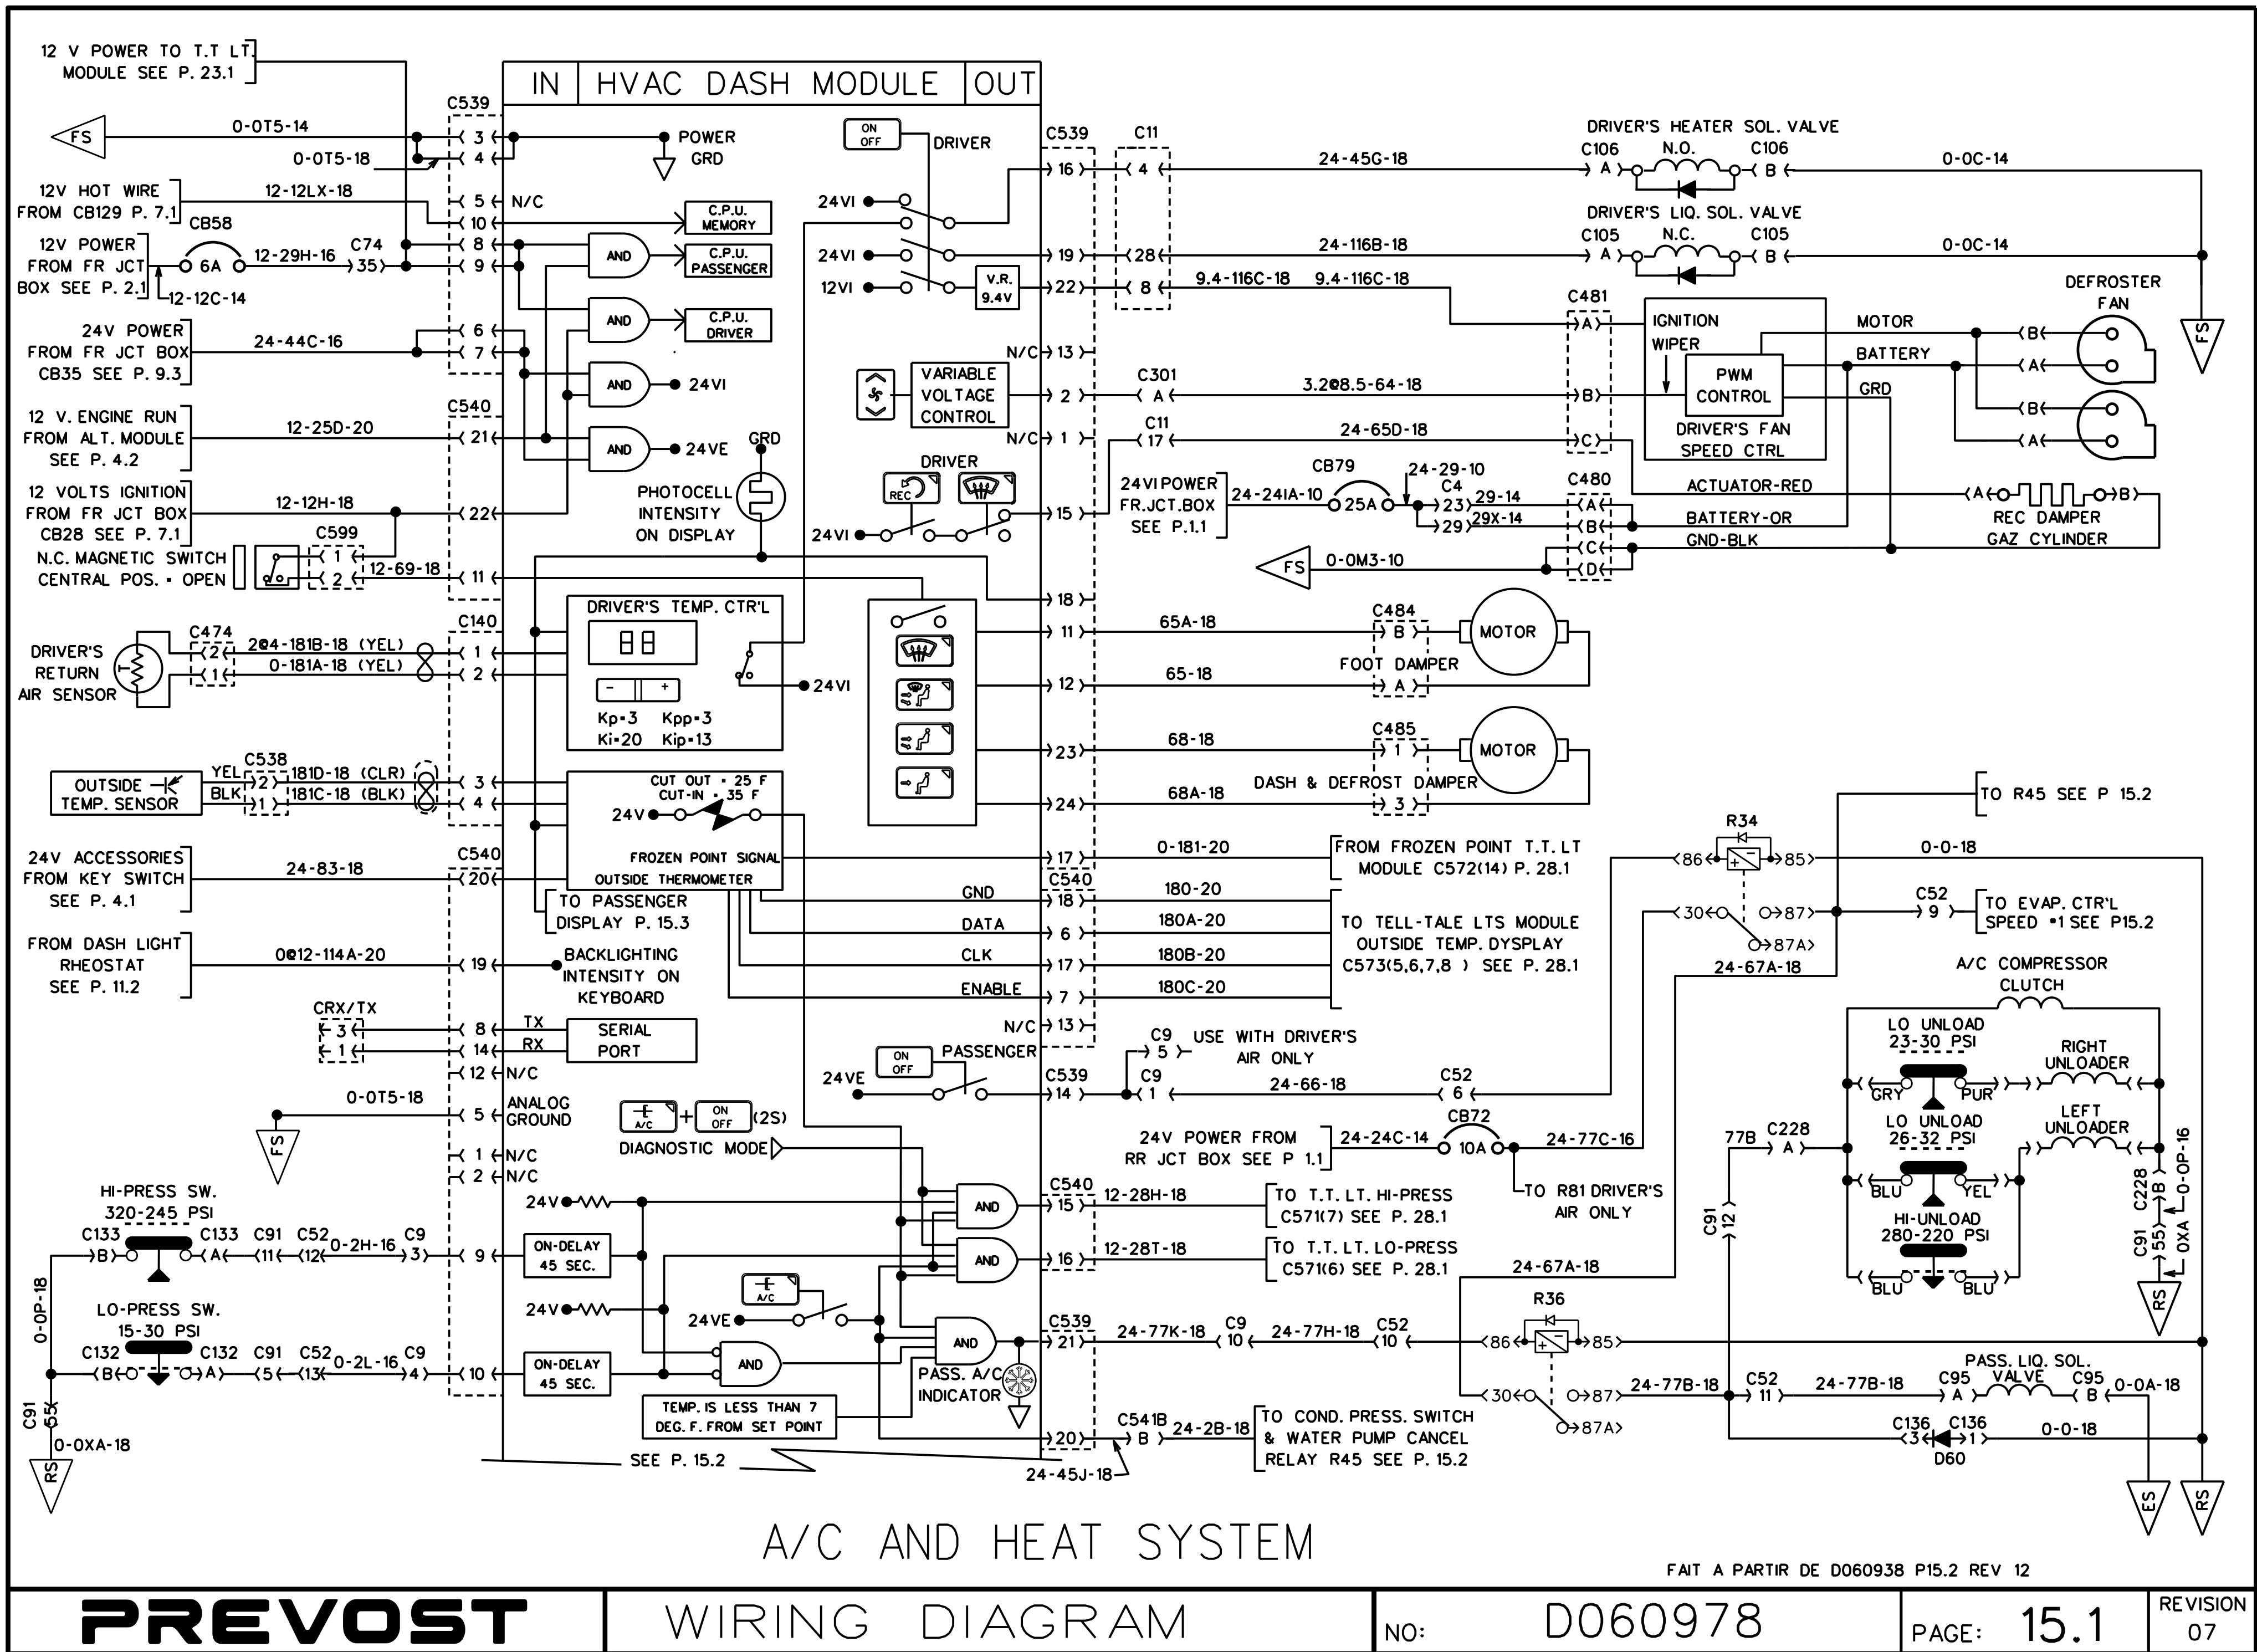 12 V POWER TO T.T LT.
MODULE SEE P. 23.1
FS
0-0T5-14
0-0T5-18
12V HOT WIRE
FROM CB129 P. 7.1
12-12LX-18
CB58
12V POWER
FROM FR JCT
BOX SEE P. 2.1
6A
12-29H-16
C74
35
12-12C-14
24V POWER
FROM FR JCT BOX
CB35 SEE P. 9.3
24-44C-16
12 V. ENGINE RUN
FROM ALT. MODULE
SEE P. 4.2
12-25D-20
12 VOLTS IGNITION
FROM FR JCT BOX
CB28 SEE P. 7.1
12-12H-18
C599
1
2
N.C. MAGNETIC SWITCH
CENTRAL POS. = OPEN
12-69-18
DRIVER'S
RETURN
AIR SENSOR
T
C474
2
1
2@4-181B-18 (YEL)
0-181A-18 (YEL)
OUTSIDE
TEMP. SENSOR
YEL
BLK
C538
2
1
181D-18 (CLR)
181C-18 (BLK)
24V ACCESSORIES
FROM KEY SWITCH
SEE P. 4.1
24-83-18
FROM DASH LIGHT
RHEOSTAT
SEE P. 11.2
0@12-114A-20
CRX/TX
3
1
0-0T5-18
FS
HI-PRESS SW.
320-245 PSI
C133
B
C133
A
C91
11
C52
12
0-2H-16
C9
3
0-0P-18
LO-PRESS SW.
15-30 PSI
C132
B
C132
A
C91
5
C52
13
0-2L-16
C9
4
C91
55
0-0XA-18
RS
C539
3
4
5 N/C
10
8
9
6
7
C540
21
22
11
C140
1
2
3
4
C540
20
19
8
14
12 N/C
5
1 N/C
2 N/C
9
10
IN
HVAC DASH MODULE
OUT
POWER
GRD
C.P.U.
MEMORY
AND
C.P.U.
PASSENGER
AND
C.P.U.
DRIVER
AND
24VI
AND
24VE
GRD
PHOTOCELL
INTENSITY
ON DISPLAY
ON
OFF
DRIVER
24VI
24VI
12VI
V.R.
9.4V
VARIABLE
VOLTAGE
CONTROL
DRIVER
REC
24VI
DRIVER'S TEMP. CTR'L
88
- +
24VI
Kp=3 Kpp=3
Ki=20 Kip=13
CUT OUT = 25 F
CUT-IN = 35 F
24V
FROZEN POINT SIGNAL
OUTSIDE THERMOMETER
TO PASSENGER
DISPLAY P. 15.3
BACKLIGHTING
INTENSITY ON
KEYBOARD
GND
DATA
CLK
ENABLE
TX
RX
SERIAL
PORT
ANALOG
GROUND
ON
OFF
PASSENGER
24VE
A/C
+
ON
OFF
(2S)
DIAGNOSTIC MODE
24V
ON-DELAY
45 SEC.
24V
ON-DELAY
45 SEC.
A/C
24VE
AND
AND
AND
AND
PASS. A/C
INDICATOR
TEMP. IS LESS THAN 7
DEG. F. FROM SET POINT
SEE P. 15.2
C539
16
19
22
N/C 13
2
N/C 1
15
18
11
12
23
24
17
C540
18
6
17
7
N/C 13
C539
14
C540
15
16
C539
21
20
C11
4
28
8
24-45G-18
24-116B-18
9.4-116C-18 9.4-116C-18
DRIVER'S HEATER SOL. VALVE
C106
A
N.O.
C106
B
0-0C-14
DRIVER'S LIQ. SOL. VALVE
C105
A
N.C.
C105
B
0-0C-14
FS
C301
A
3.2@8.5-64-18
C11
17
24-65D-18
C481
A
B
C
IGNITION
WIPER
PWM
CONTROL
DRIVER'S FAN
SPEED CTRL
MOTOR
BATTERY
GRD
DEFROSTER
FAN
B
A
B
A
24VI POWER
FR. JCT. BOX
SEE P.1.1
24-24IA-10
CB79
25A
24-29-10
C4
23
29
29-14
29X-14
C480
A
B
C
D
ACTUATOR-RED
BATTERY-OR
GND-BLK
A
B
REC DAMPER
GAZ CYLINDER
FS
0-0M3-10
65A-18
65-18
C484
B
A
MOTOR
FOOT DAMPER
68-18
68A-18
C485
1
3
MOTOR
DASH & DEFROST DAMPER
0-181-20
FROM FROZEN POINT T.T. LT
MODULE C572(14) P. 28.1
180-20
180A-20
180B-20
180C-20
TO TELL-TALE LTS MODULE
OUTSIDE TEMP. DYSPLAY
C573(5,6,7,8 ) SEE P. 28.1
C9
5
USE WITH DRIVER'S
AIR ONLY
C9
1
24-66-18
C52
6
24V POWER FROM
RR JCT BOX SEE P 1.1
24-24C-14
CB72
10A
24-77C-16
TO R81 DRIVER'S
AIR ONLY
12-28H-18
TO T.T. LT. HI-PRESS
C571(7) SEE P. 28.1
12-28T-18
TO T.T. LT. LO-PRESS
C571(6) SEE P. 28.1
24-77K-18
C9
10
24-77H-18
C52
10
C541B
B
24-2B-18
TO COND. PRESS. SWITCH
& WATER PUMP CANCEL
RELAY R45 SEE P. 15.2
24-45J-18
TO R45 SEE P 15.2
R34
86
+ -
85
0-0-18
30
87
87A
C52
9
TO EVAP. CTR'L
SPEED #1 SEE P15.2
24-67A-18
24-67A-18
R36
86
+ -
85
30
87
87A
24-77B-18
C52
11
24-77B-18
PASS. LIQ. SOL.
VALVE
C95
A
C95
B
0-0A-18
C136
3
C136
1
D60
0-0-18
ES
RS
A/C COMPRESSOR
CLUTCH
LO UNLOAD
23-30 PSI
GRY
PUR
RIGHT
UNLOADER
LO UNLOAD
26-32 PSI
BLU
YEL
LEFT
UNLOADER
HI-UNLOAD
280-220 PSI
BLU
BLU
77B
C228
A
C91
12
C228
B
0-0P-16
C91
55
0XA
RS
A/C AND HEAT SYSTEM
FAIT A PARTIR DE D060938 P15.2 REV 12
PREVOST
WIRING DIAGRAM
NO: D060978
PAGE: 15.1
REVISION
07